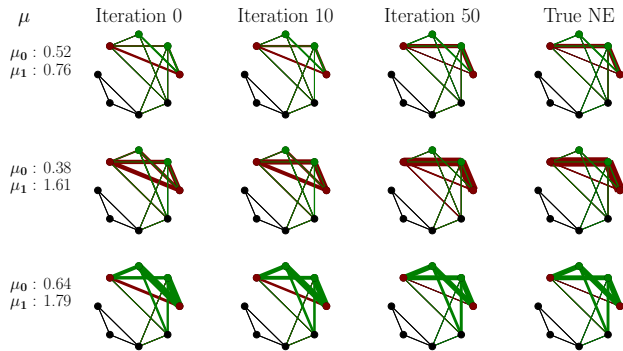 μ Iteration 0 Iteration 10 Iteration 50 True NE
μ₀ : 0.52
μ₁ : 0.76
μ₀ : 0.38
μ₁ : 1.61
μ₀ : 0.64
μ₁ : 1.79